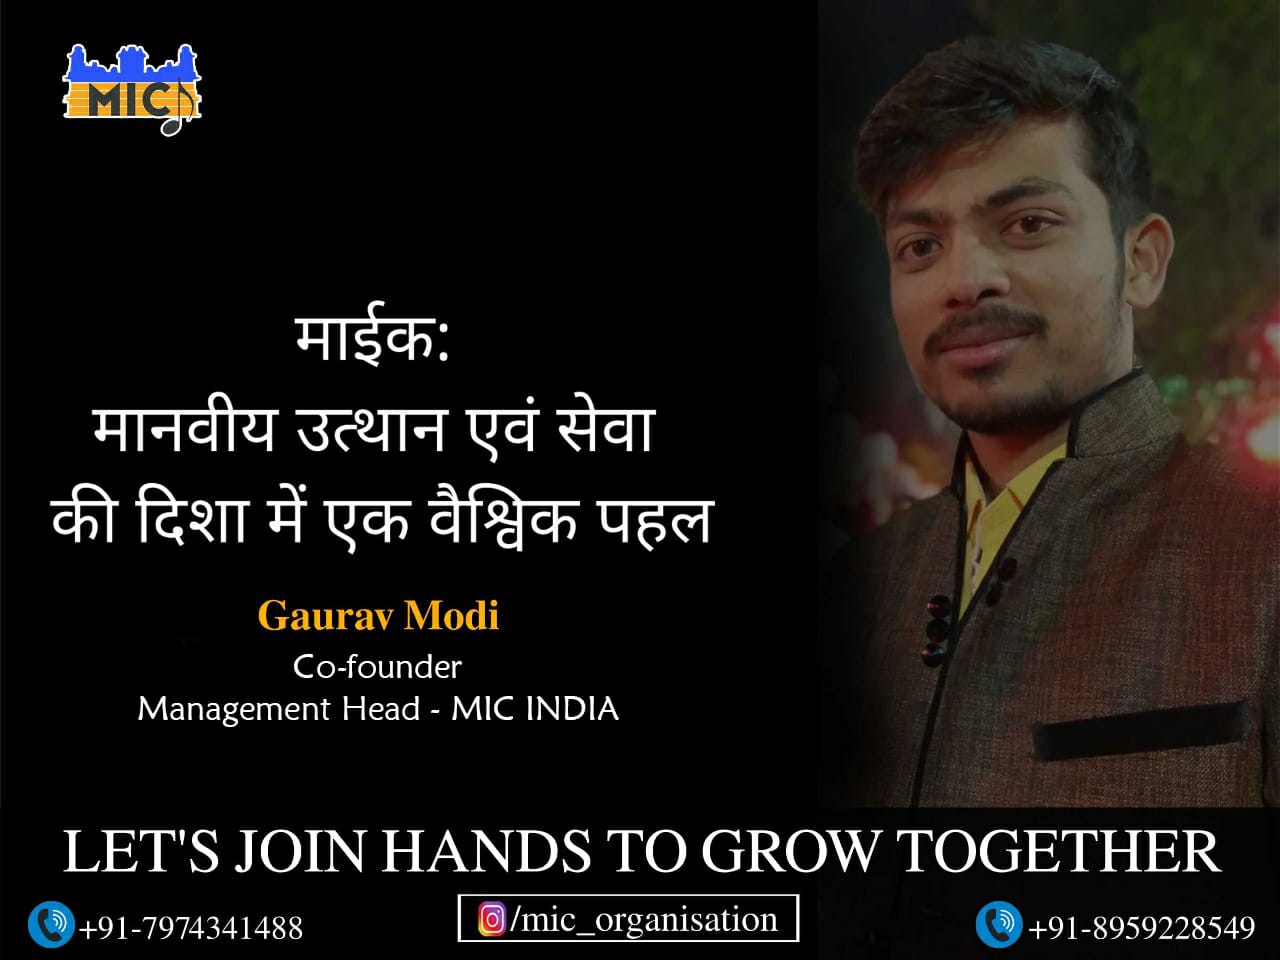 MIC
माईक:
मानवीय उत्थान एवं सेवा
की दिशा में एक वैश्विक पहल
Gaurav Modi
Co-founder
Management Head - MIC INDIA
LET'S JOIN HANDS TO GROW TOGETHER
+91-7974341488
/mic_organisation
+91-8959228549